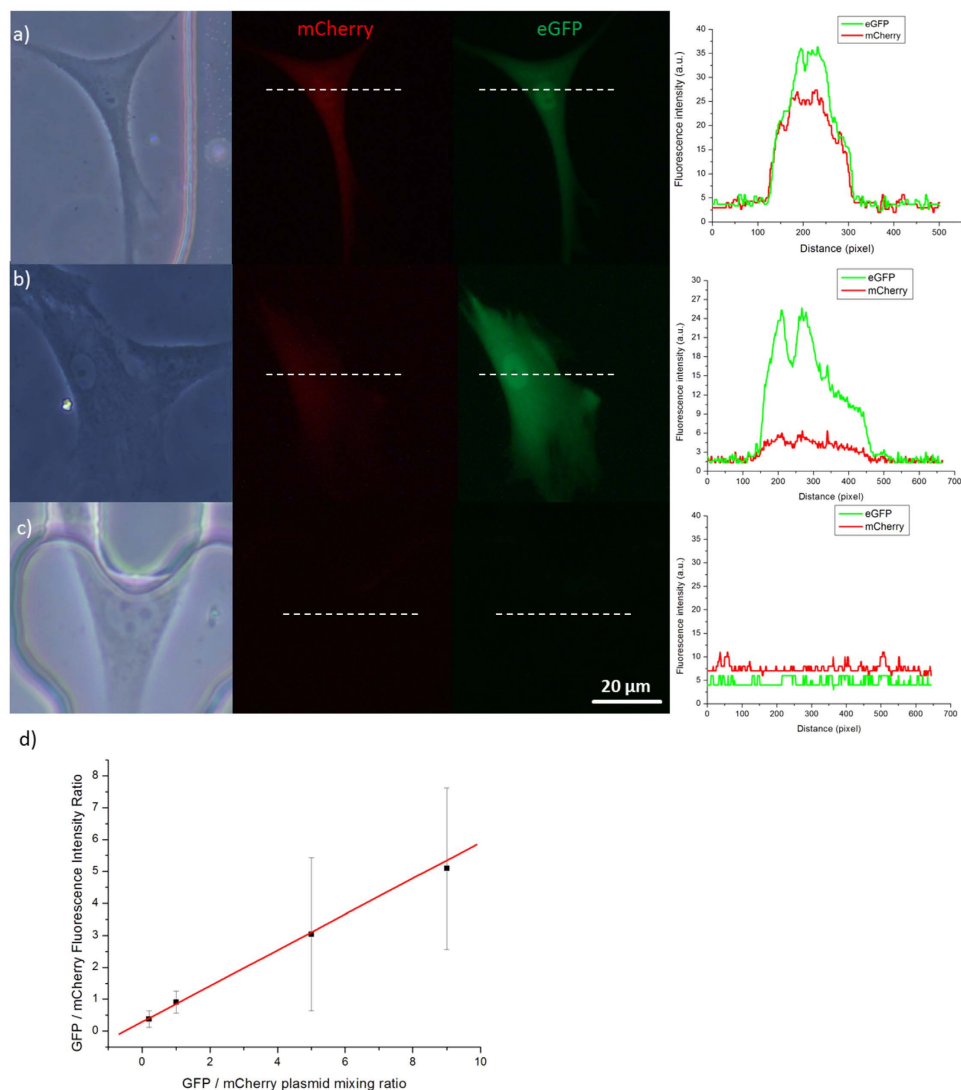 a)
mCherry
eGFP
eGFP
mCherry
Fluorescence intensity (a.u.)
40
35
30
25
20
15
10
5
0
0 100 200 300 400 500
Distance (pixel)
b)
eGFP
mCherry
Fluorescence intensity (a.u.)
30
27
24
21
18
15
12
9
6
3
0
0 100 200 300 400 500 600 700
Distance (pixel)
c)
20 µm
eGFP
mCherry
Fluorescence intensity (a.u.)
40
35
30
25
20
15
10
5
0
0 100 200 300 400 500 600 700
Distance (pixel)
d)
GFP / mCherry Fluorescence Intensity Ratio
8
7
6
5
4
3
2
1
0
0 2 4 6 8 10
GFP / mCherry plasmid mixing ratio